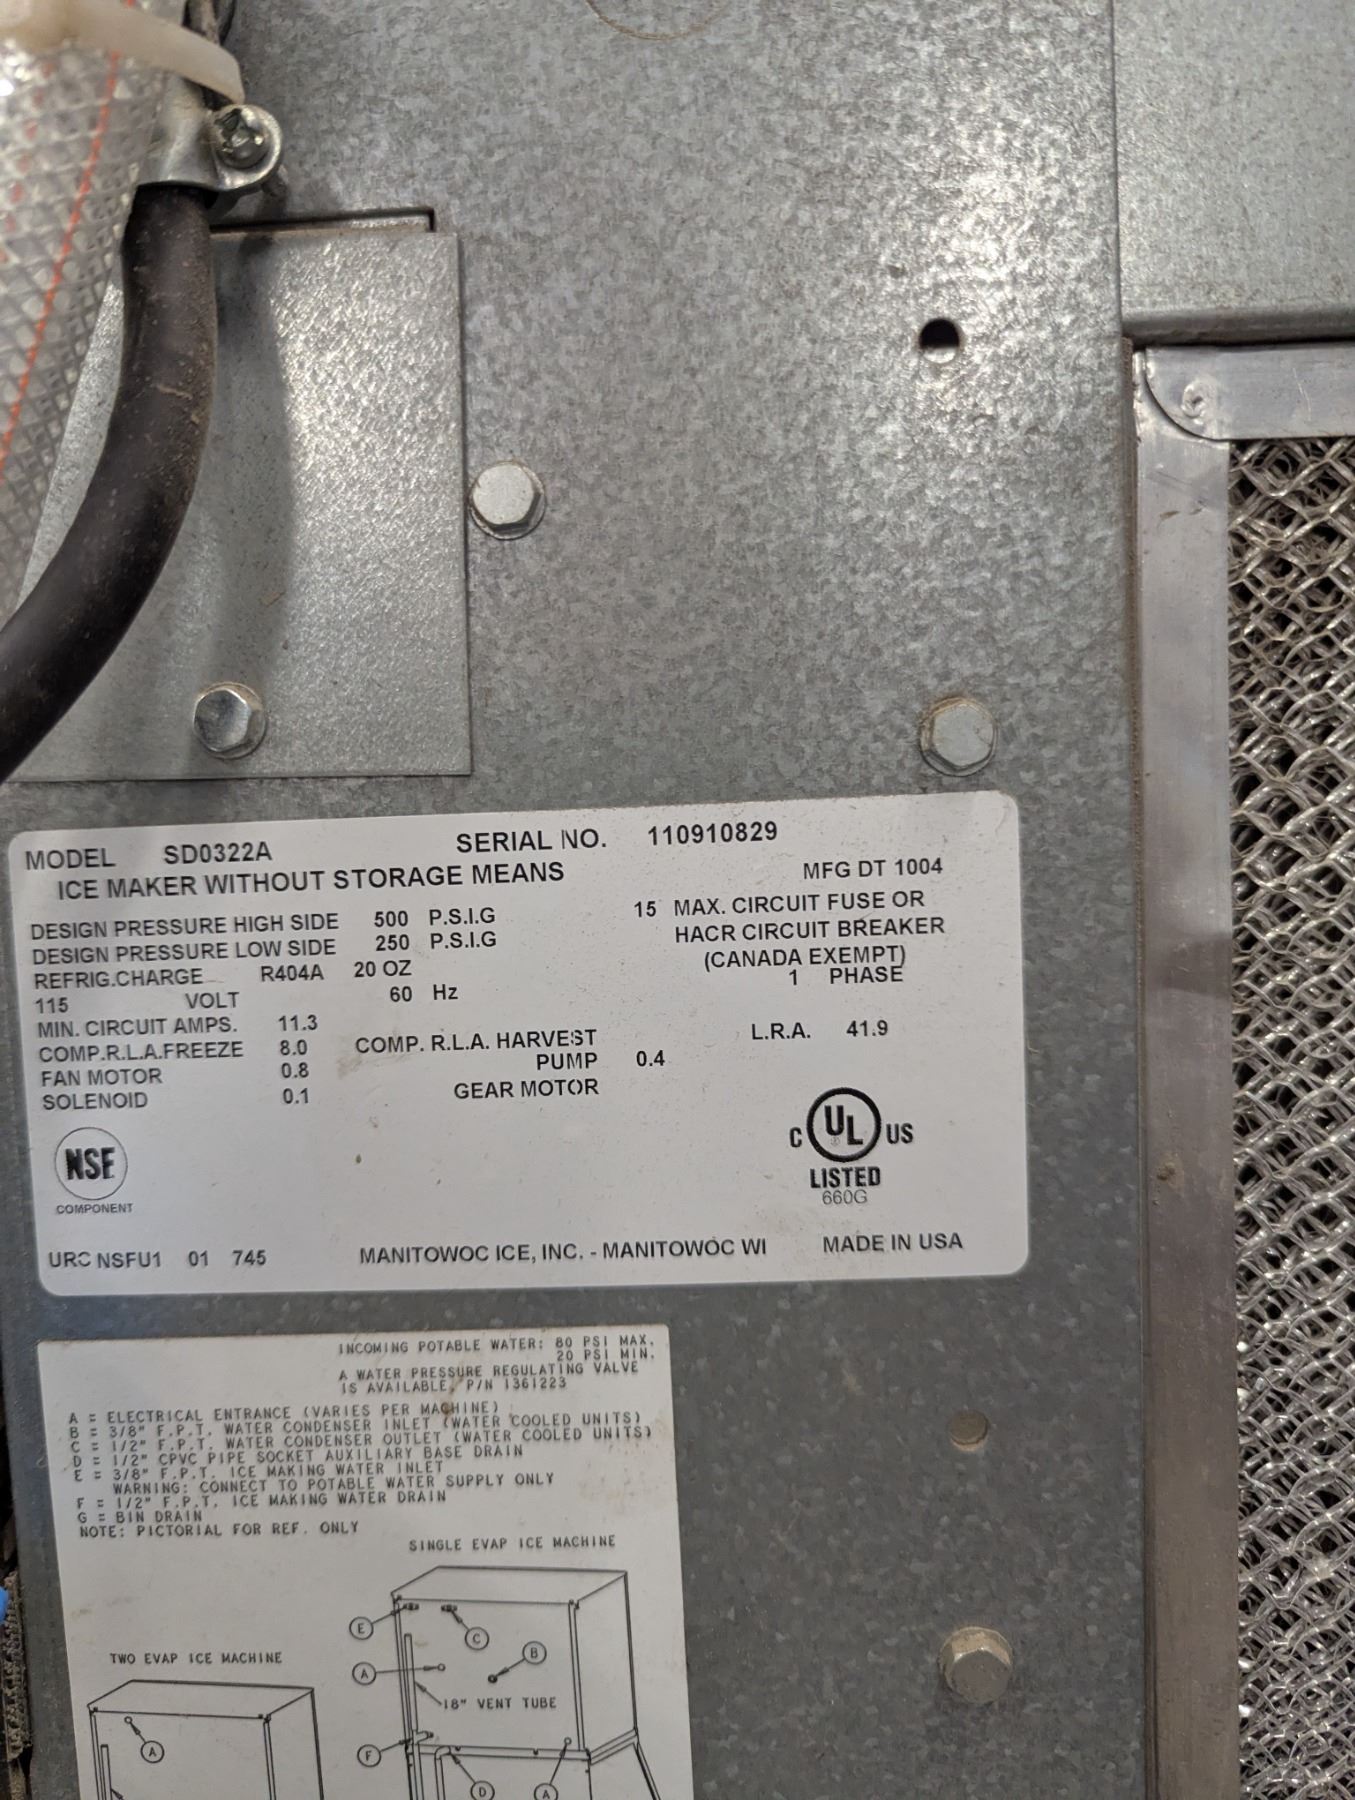 MODEL SD0322A SERIAL NO. 110910829
ICE MAKER WITHOUT STORAGE MEANS
MFG DT 1004
DESIGN PRESSURE HIGH SIDE 500 P.S.I.G
15 MAX. CIRCUIT FUSE OR
DESIGN PRESSURE LOW SIDE 250 P.S.I.G
HACR CIRCUIT BREAKER
REFRIG.CHARGE R404A 20 OZ
(CANADA EXEMPT)
115 VOLT 60 Hz
1 PHASE
MIN. CIRCUIT AMPS. 11.3
COMP.R.L.A.FREEZE 8.0 COMP. R.L.A. HARVEST L.R.A. 41.9
FAN MOTOR 0.8 PUMP 0.4
SOLENOID 0.1 GEAR MOTOR
NSF
COMPONENT
C UL US
®
LISTED
660G
URC NSFU1 01 745 MANITOWOC ICE, INC. - MANITOWOC WI MADE IN USA
INCOMING POTABLE WATER: 80 PSI MAX.
20 PSI MIN.
A WATER PRESSURE REGULATING VALVE
IS AVAILABLE, P/N 1361223
A = ELECTRICAL ENTRANCE (VARIES PER MACHINE)
B = 3/8" F.P.T. WATER CONDENSER INLET (WATER COOLED UNITS)
C = 1/2" F.P.T. WATER CONDENSER OUTLET (WATER COOLED UNITS)
D = 1/2" CPVC PIPE SOCKET AUXILIARY BASE DRAIN
E = 3/8" F.P.T. ICE MAKING WATER INLET
WARNING: CONNECT TO POTABLE WATER SUPPLY ONLY
F = 1/2" F.P.T. ICE MAKING WATER DRAIN
G = BIN DRAIN
NOTE: PICTORIAL FOR REF. ONLY
SINGLE EVAP ICE MACHINE
E
C
B
A
18" VENT TUBE
F
D
A
TWO EVAP ICE MACHINE
A